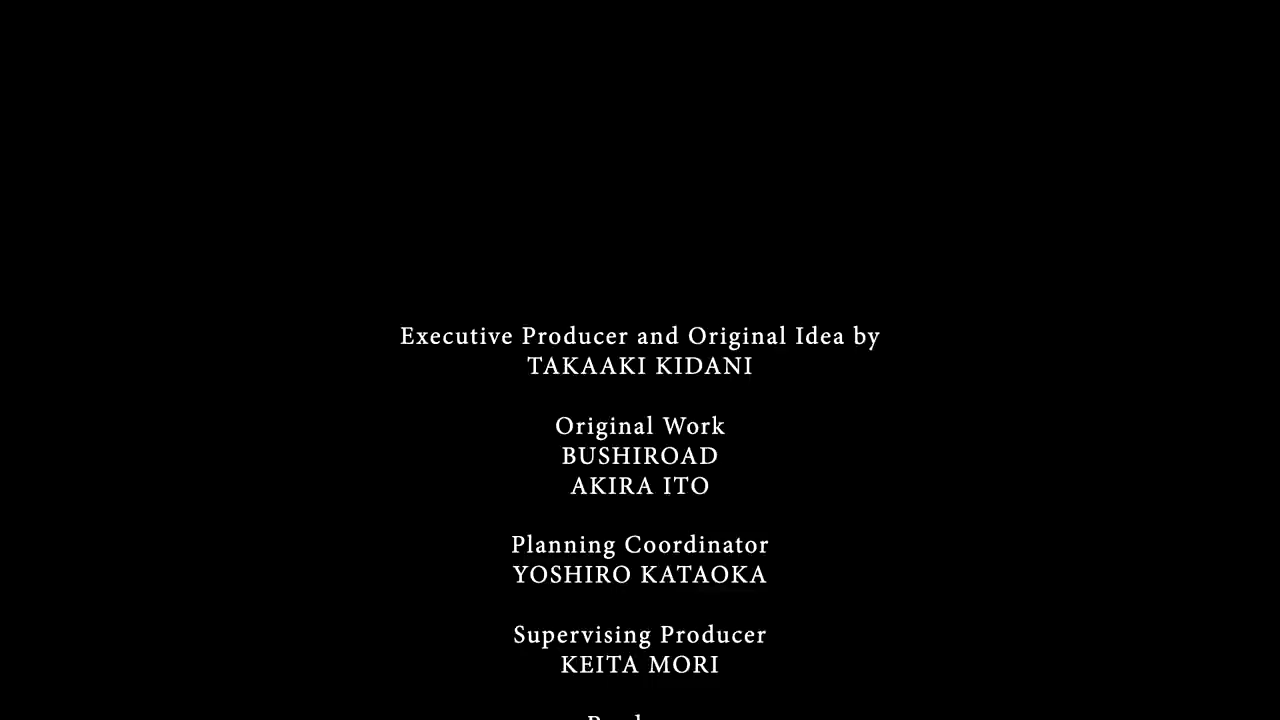 Executive Producer and Original Idea by
TAKAAKI KIDANI
Original Work
BUSHIROAD
AKIRA ITO
Planning Coordinator
YOSHIRO KATAOKA
Supervising Producer
KEITA MORI